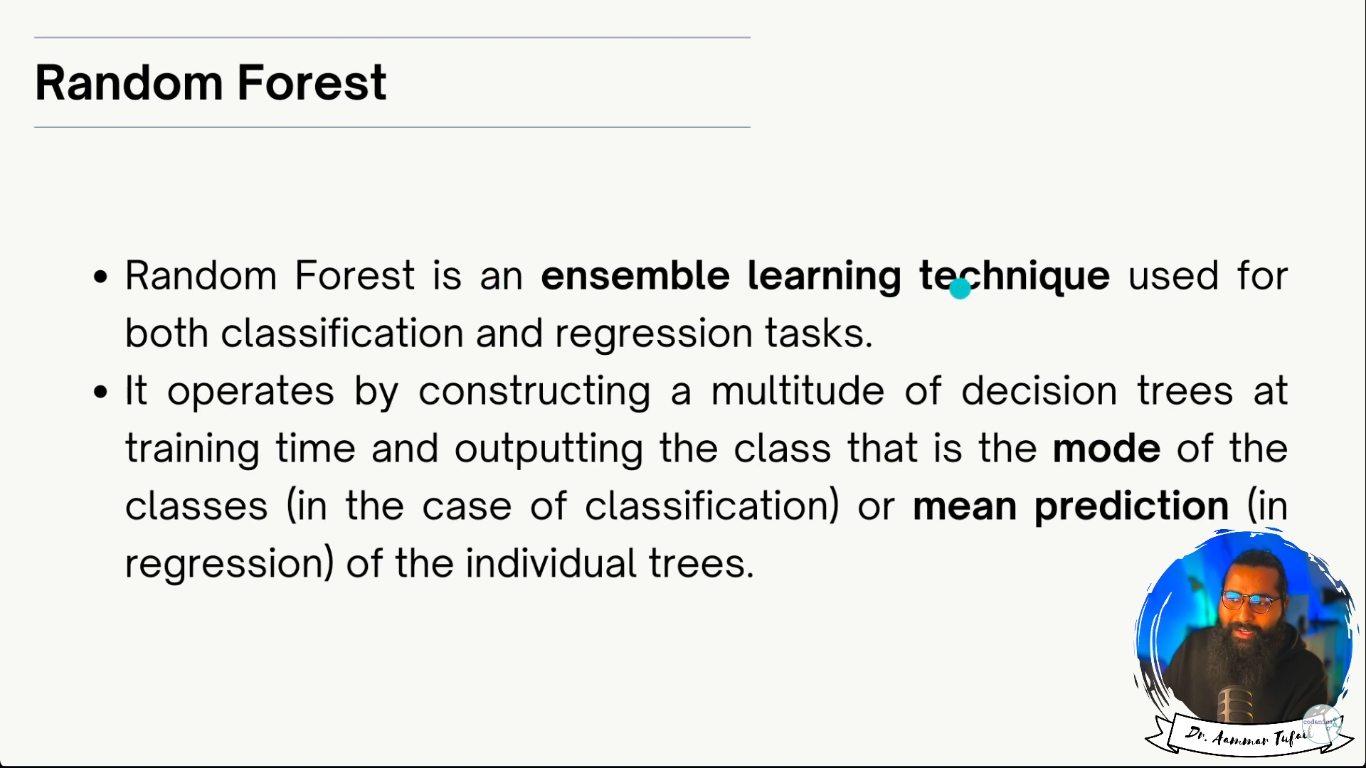 Random Forest
• Random Forest is an ensemble learning technique used for
both classification and regression tasks.
• It operates by constructing a multitude of decision trees at
training time and outputting the class that is the mode of the
classes (in the case of classification) or mean prediction (in
regression) of the individual trees.
Dr. Aammar